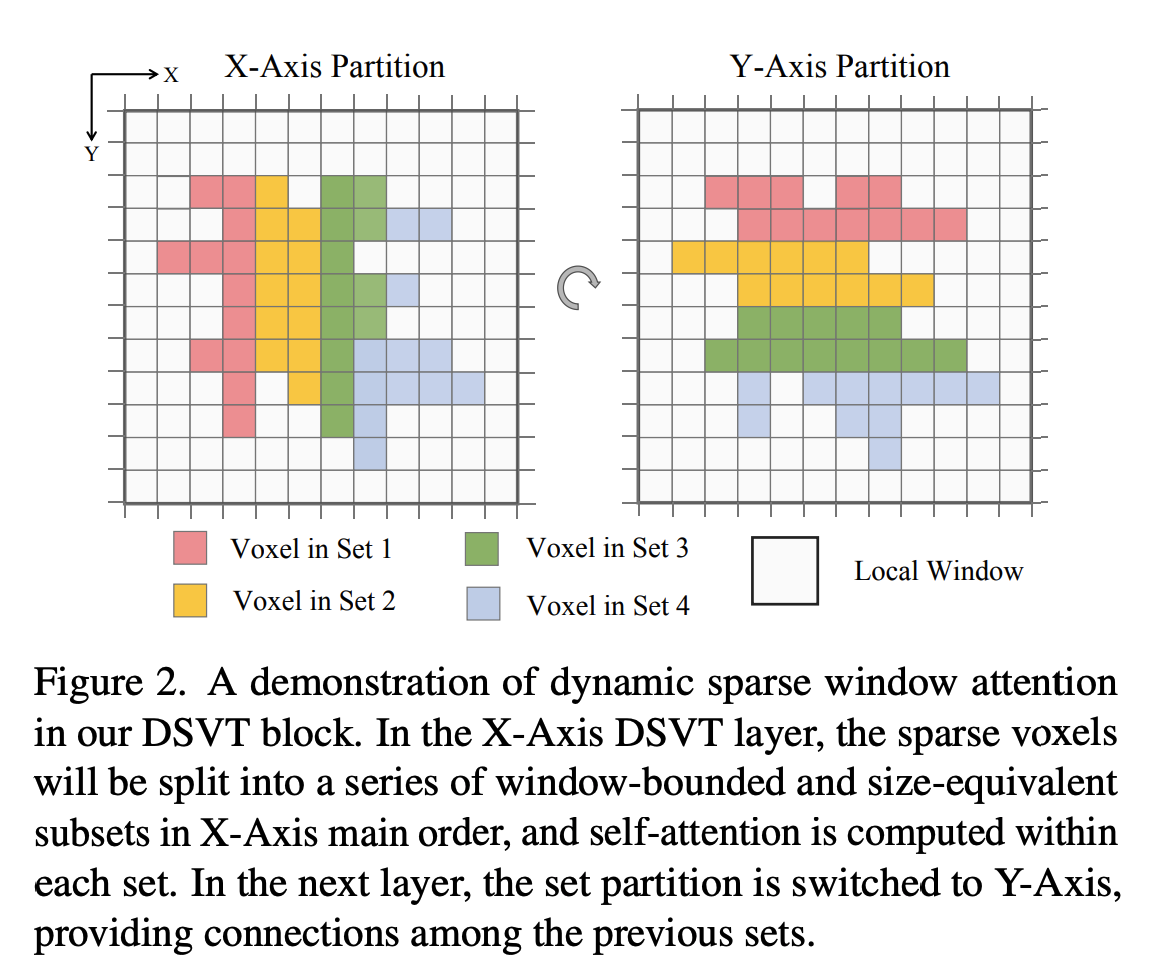 X-Axis Partition
Y-Axis Partition
X
Y
Voxel in Set 1
Voxel in Set 3
Local Window
Voxel in Set 2
Voxel in Set 4
Figure 2. A demonstration of dynamic sparse window attention
in our DSVT block. In the X-Axis DSVT layer, the sparse voxels
will be split into a series of window-bounded and size-equivalent
subsets in X-Axis main order, and self-attention is computed within
each set. In the next layer, the set partition is switched to Y-Axis,
providing connections among the previous sets.